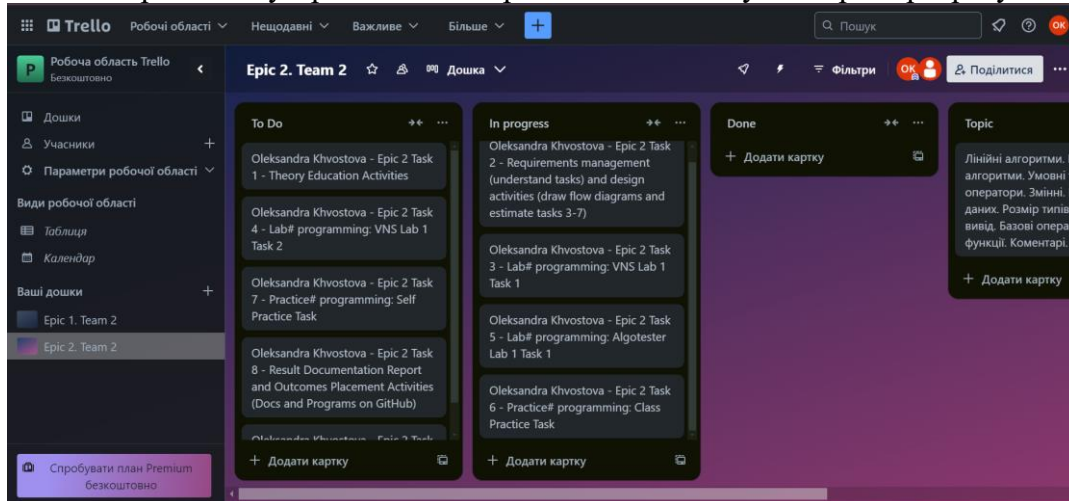 Trello
Робочі області
Нещодавні
Важливе
Більше
Пошук
OK
P
Робоча область Trello
Безкоштовно
Epic 2. Team 2
Дошка
Фільтри
OK
Поділитися
Дошки
Учасники
Параметри робочої області
Види робочої області
Таблиця
Календар
Ваші дошки
Epic 1. Team 2
Epic 2. Team 2
Спробувати план Premium
безкоштовно
To Do
Oleksandra Khvostova - Epic 2 Task
1 - Theory Education Activities
Oleksandra Khvostova - Epic 2 Task
4 - Lab# programming: VNS Lab 1
Task 2
Oleksandra Khvostova - Epic 2 Task
7 - Practice# programming: Self
Practice Task
Oleksandra Khvostova - Epic 2 Task
8 - Result Documentation Report
and Outcomes Placement Activities
(Docs and Programs on GitHub)
Oleksandra Khvostova - Epic 2 Task
Додати картку
In progress
Oleksandra Khvostova - Epic 2 Task
2 - Requirements management
(understand tasks) and design
activities (draw flow diagrams and
estimate tasks 3-7)
Oleksandra Khvostova - Epic 2 Task
3 - Lab# programming: VNS Lab 1
Task 1
Oleksandra Khvostova - Epic 2 Task
5 - Lab# programming: Algotester
Lab 1 Task 1
Oleksandra Khvostova - Epic 2 Task
6 - Practice# programming: Class
Practice Task
Додати картку
Done
Додати картку
Topic
Лінійні алгоритми.
алгоритми. Умовні
оператори. Змінні.
даних. Розмір типів
вивід. Базові опера
функції. Коментарі.
Додати картку